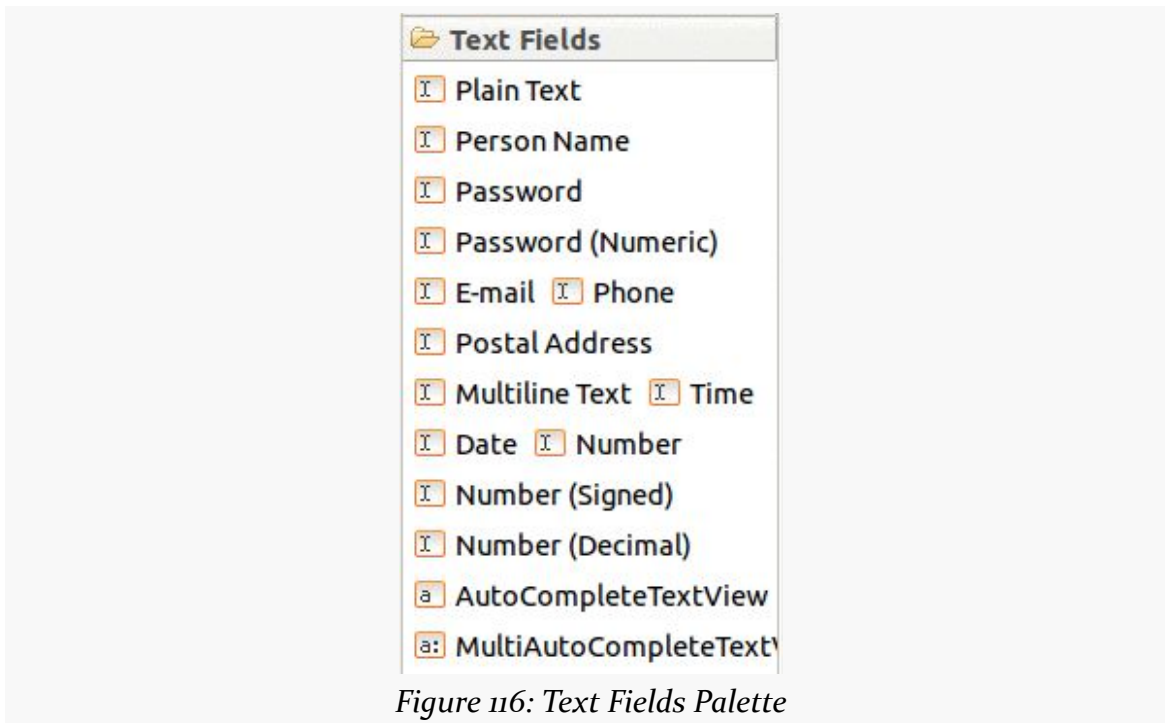 Text Fields
Plain Text
Person Name
Password
Password (Numeric)
E-mail Phone
Postal Address
Multiline Text Time
Date Number
Number (Signed)
Number (Decimal)
a AutoCompleteTextView
a: MultiAutoCompleteText
Figure 116: Text Fields Palette